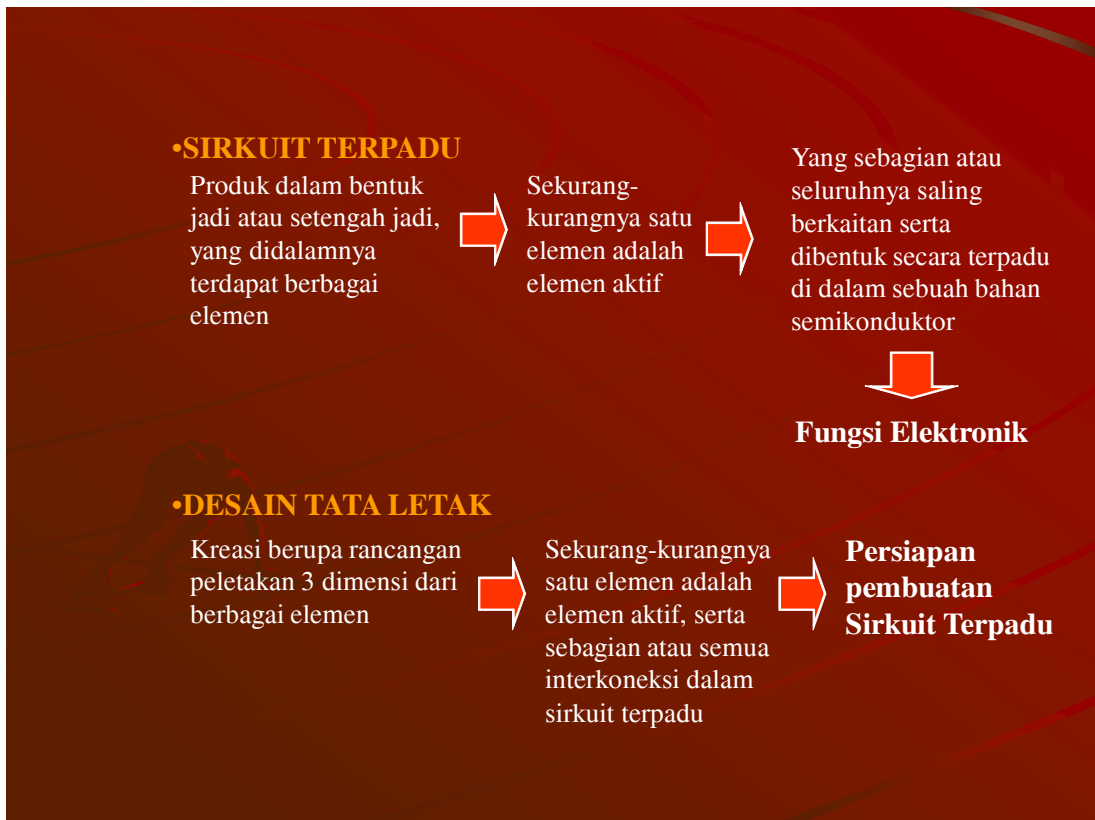 •SIRKUIT TERPADU
Produk dalam bentuk
jadi atau setengah jadi,
yang didalamnya
terdapat berbagai
elemen
Sekurang-
kurangnya satu
elemen adalah
elemen aktif
Yang sebagian atau
seluruhnya saling
berkaitan serta
dibentuk secara terpadu
di dalam sebuah bahan
semikonduktor
Fungsi Elektronik
•DESAIN TATA LETAK
Kreasi berupa rancangan
peletakan 3 dimensi dari
berbagai elemen
Sekurang-kurangnya
satu elemen adalah
elemen aktif, serta
sebagian atau semua
interkoneksi dalam
sirkuit terpadu
Persiapan
pembuatan
Sirkuit Terpadu